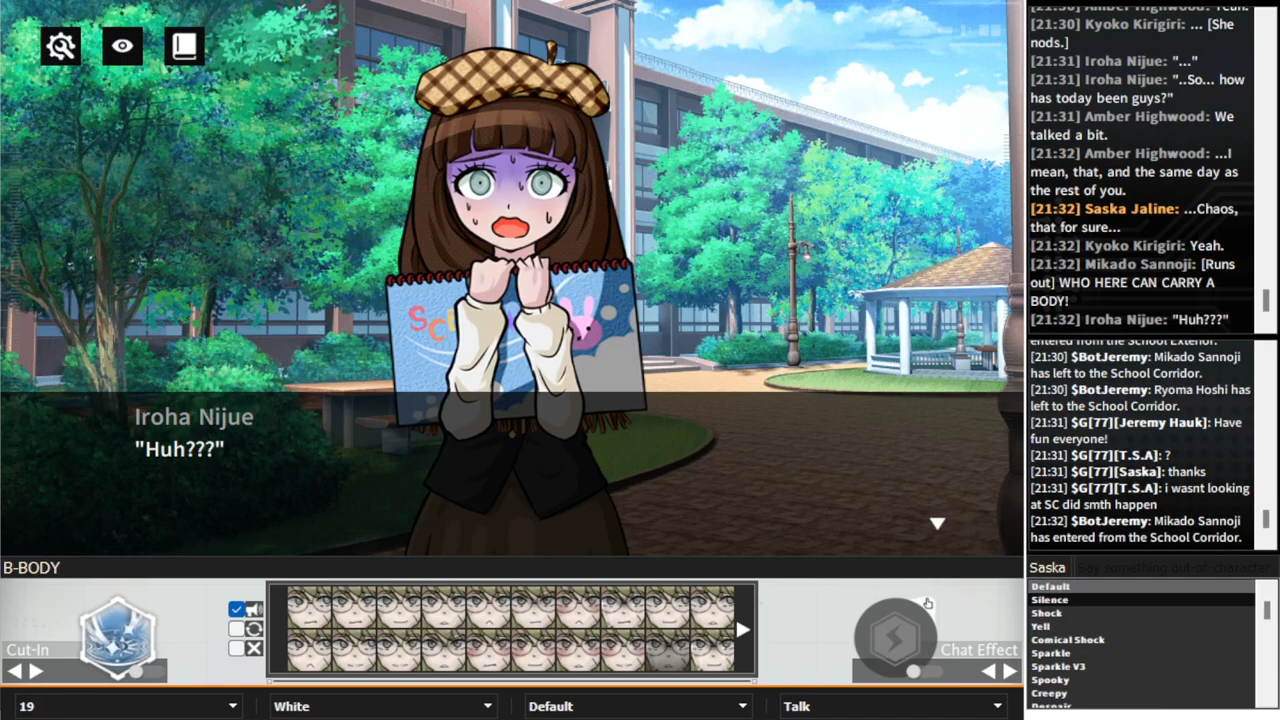 Iroha Nijue
"Huh???"
B-BODY
Cut-In
Chat Effect
19
White
Default
Talk
[21:30] Kyoko Kirigiri: ... [She
nods.]
[21:31] Iroha Nijue: "..."
[21:31] Iroha Nijue: "..So... how
has today been guys?"
[21:31] Amber Highwood: We
talked a bit.
[21:32] Amber Highwood: ...I
mean, that, and the same day as
the rest of you.
[21:32] Saska Jaline: ...Chaos,
that for sure...
[21:32] Kyoko Kirigiri: Yeah.
[21:32] Mikado Sannoji: [Runs
out] WHO HERE CAN CARRY A
BODY!
[21:32] Iroha Nijue: "Huh???"
entered from the School Exterior.
[21:30] $BotJeremy: Mikado Sannoji
has left to the School Corridor.
[21:30] $BotJeremy: Ryoma Hoshi has
left to the School Corridor.
[21:31] $G[77][Jeremy Hauk]: Have
fun everyone!
[21:31] $G[77][T.S.A]: ?
[21:31] $G[77][Saska]: thanks
[21:31] $G[77][T.S.A]: i wasnt looking
at SC did smth happen
[21:32] $BotJeremy: Mikado Sannoji
has entered from the School Corridor.
Saska
Say something out-of-character
Default
Silence
Shock
Yell
Comical Shock
Sparkle
Sparkle V3
Spooky
Creepy
Despair